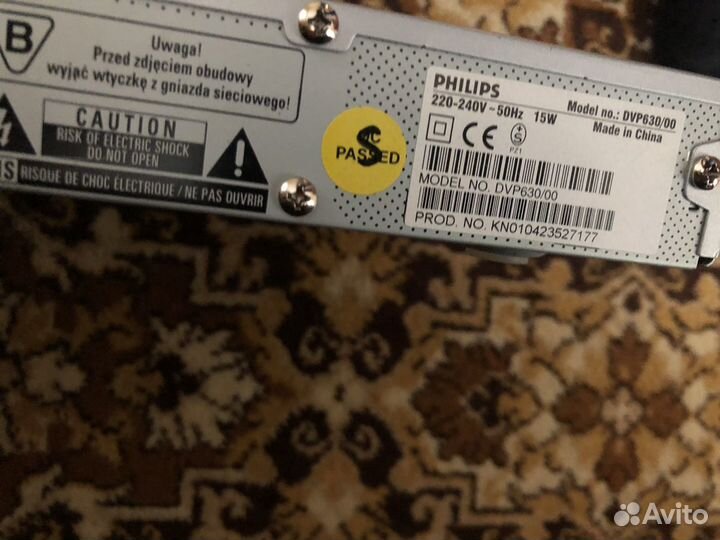 B
Uwaga!
Przed zdjęciem obudowy
wyjąć wtyczkę z gniazda sieciowego!
CAUTION
RISK OF ELECTRIC SHOCK
DO NOT OPEN
RISQUE DE CHOC ÉLECTRIQUE / NE PAS OUVRIR
S
PASSED
PHILIPS
220-240V ~ 50Hz 15W
Model no.: DVP630/00
Made in China
CE
PZ1
MODEL NO. DVP630/00
PROD. NO. KN010423527177
Avito